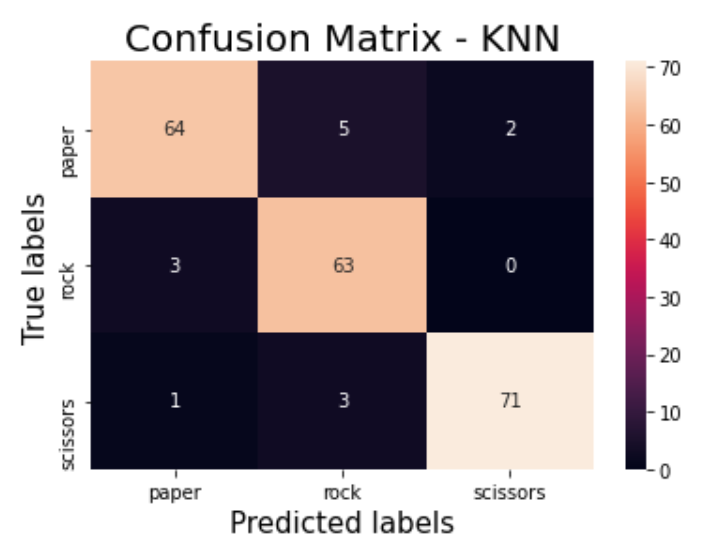 Confusion Matrix - KNN
True labels
paper
64 5 2
rock
3 63 0
scissors
1 3 71
paper rock scissors
Predicted labels
70
60
50
40
30
20
10
0